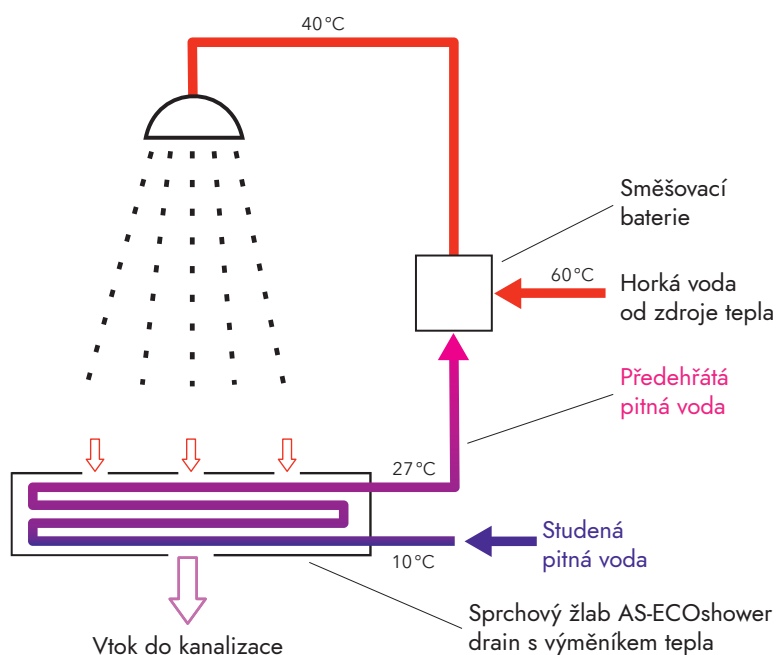 40°C
Směšovací
baterie
60°C
Horká voda
od zdroje tepla
Předehřátá
pitná voda
27°C
Studená
pitná voda
10°C
Sprchový žlab AS-ECOshower
drain s výměníkem tepla
Vtok do kanalizace